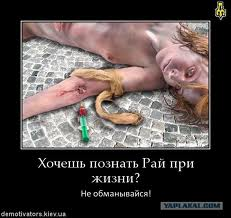 YAPLAKAL.COM
Хочешь познать Рай при
жизни?
Не обманывайся!
demotivators.kiev.ua